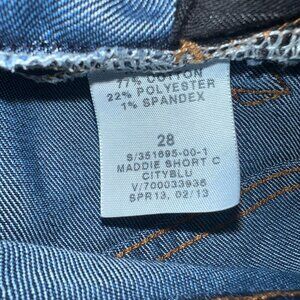 77% COTTON
22% POLYESTER
1% SPANDEX
28
S/351695-00-1
MADDIE SHORT C
CITYBLU
V/700033936
SPR13, 02/13